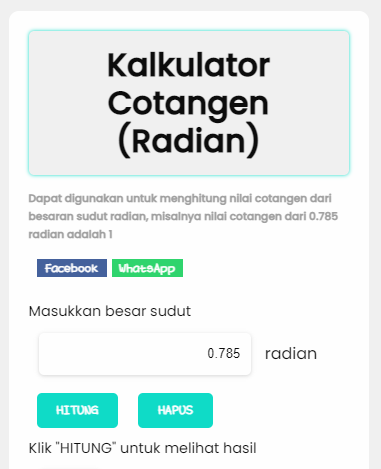 Kalkulator
Cotangen
(Radian)
Dapat digunakan untuk menghitung nilai cotangen dari
besaran sudut radian, misalnya nilai cotangen dari 0.785
radian adalah 1
Facebook WhatsApp
Masukkan besar sudut
0.785 radian
HITUNG HAPUS
Klik "HITUNG" untuk melihat hasil